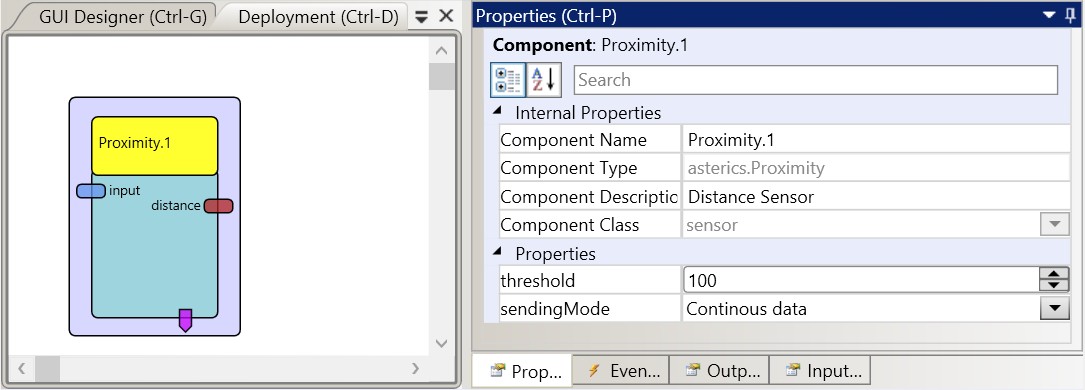 GUI Designer (Ctrl-G) Deployment (Ctrl-D)
Proximity.1
input
distance
Properties (Ctrl-P)
Component: Proximity.1
A
Z
Search
Internal Properties
Component Name Proximity.1
Component Type asterics.Proximity
Component Descriptic Distance Sensor
Component Class sensor
Properties
threshold 100
sendingMode Continous data
Prop... Even... Outp... Input...